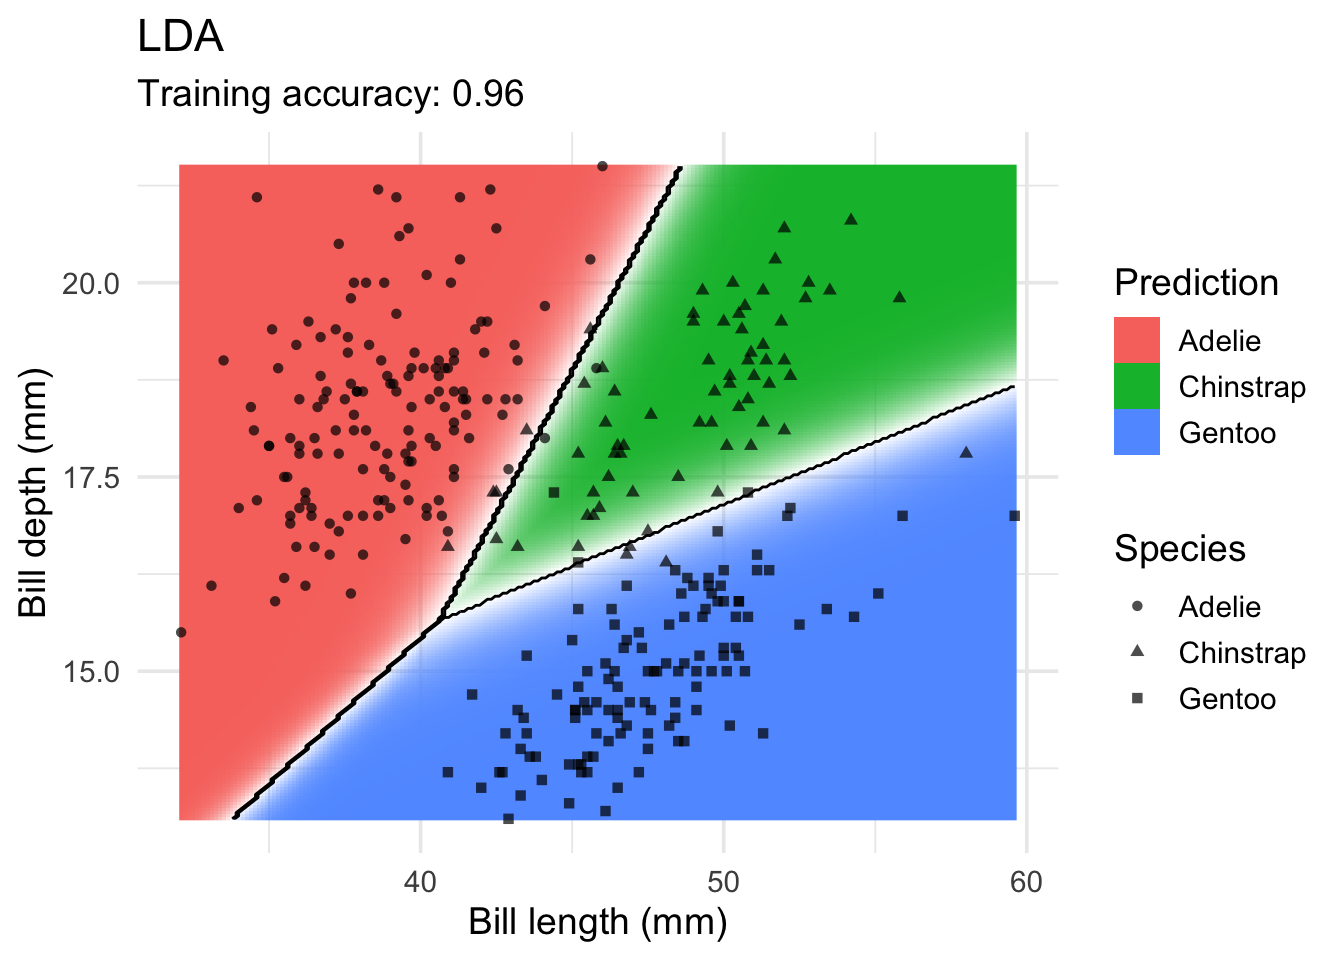 LDA
Training accuracy: 0.96
20.0
17.5
15.0
Bill depth (mm)
40
50
60
Bill length (mm)
Prediction
Adelie
Chinstrap
Gentoo
Species
Adelie
Chinstrap
Gentoo